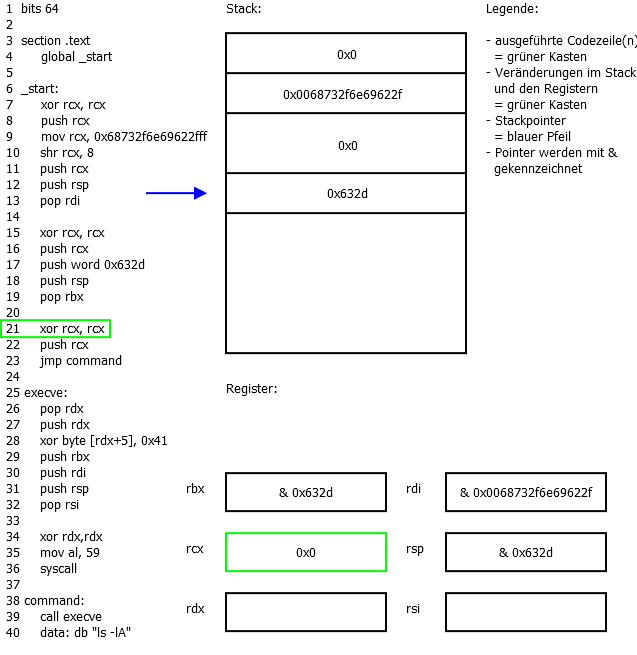 1 bits 64
2
3 section .text
4 global _start
5
6 _start:
7 xor rcx, rcx
8 push rcx
9 mov rcx, 0x68732f6e69622fff
10 shr rcx, 8
11 push rcx
12 push rsp
13 pop rdi
14
15 xor rcx, rcx
16 push rcx
17 push word 0x632d
18 push rsp
19 pop rbx
20
21 xor rcx, rcx
22 push rcx
23 jmp command
24
25 execve:
26 pop rdx
27 push rdx
28 xor byte [rdx+5], 0x41
29 push rbx
30 push rdi
31 push rsp
32 pop rsi
33
34 xor rdx,rdx
35 mov al, 59
36 syscall
37
38 command:
39 call execve
40 data: db "ls -lA"
Stack:
0x0
0x0068732f6e69622f
0x0
0x632d
Legende:
- ausgeführte Codezeile(n)
= grüner Kasten
- Veränderungen im Stack
und den Registern
= grüner Kasten
- Stackpointer
= blauer Pfeil
- Pointer werden mit &
gekennzeichnet
Register:
rbx & 0x632d
rdi & 0x0068732f6e69622f
rcx 0x0
rsp & 0x632d
rdx
rsi